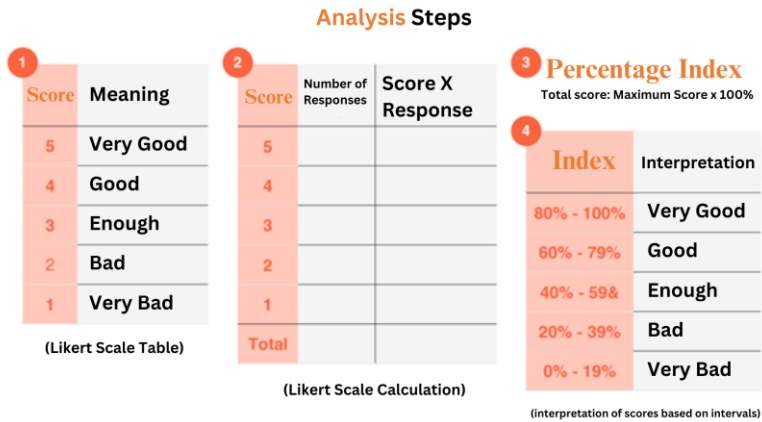 Analysis Steps
1
Score Meaning
5 Very Good
4 Good
3 Enough
2 Bad
1 Very Bad
(Likert Scale Table)
2
Score Number of Responses Score X Response
5
4
3
2
1
Total
(Likert Scale Calculation)
3 Percentage Index
Total score: Maximum Score x 100%
4
Index Interpretation
80% - 100% Very Good
60% - 79% Good
40% - 59& Enough
20% - 39% Bad
0% - 19% Very Bad
(interpretation of scores based on intervals)